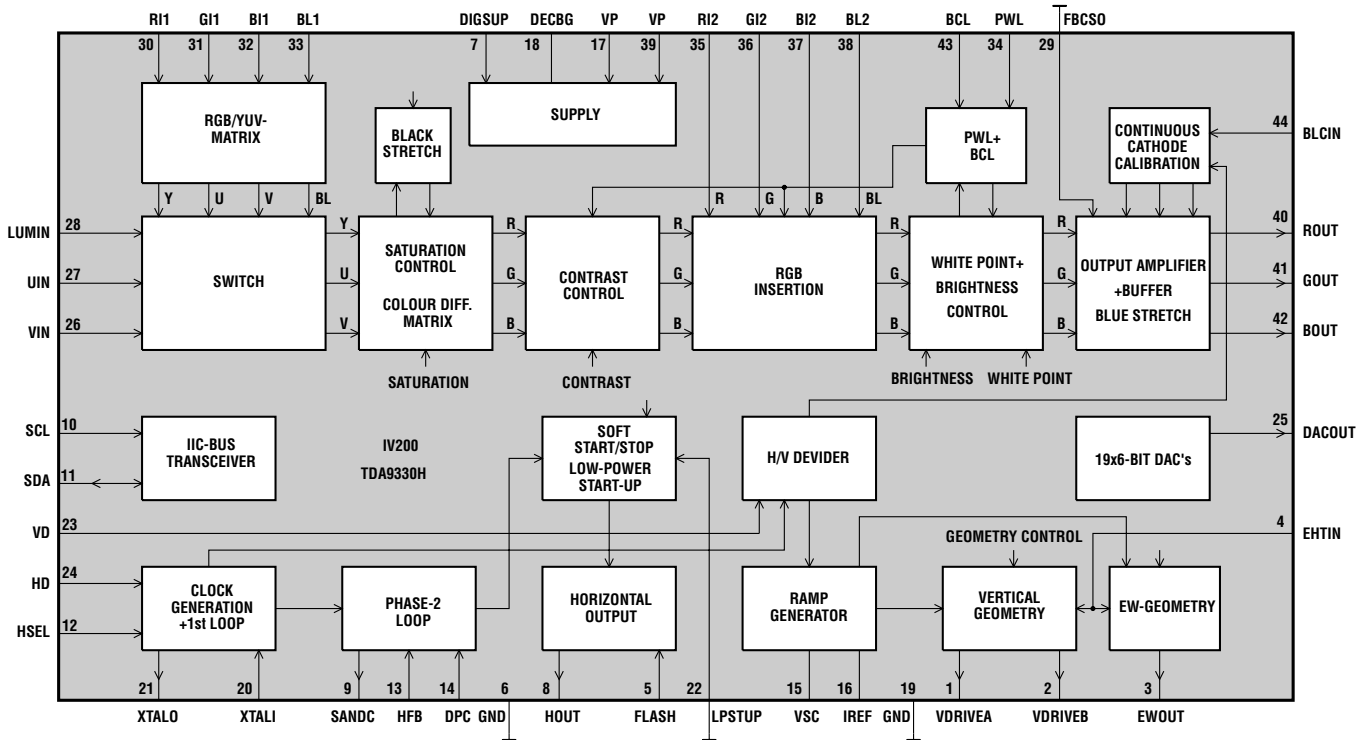 RI1 GI1 BI1 BL1 DIGSUP DECBG VP VP RI2 GI2 BI2 BL2 BCL PWL FBCSO
30 31 32 33 7 18 17 39 35 36 37 38 43 34 29
RGB/YUV-
MATRIX
BLACK
STRETCH
SUPPLY
PWL+
BCL
CONTINUOUS
CATHODE
CALIBRATION
44 BLCIN
Y U V BL
R G B BL
LUMIN 28
UIN 27
VIN 26
SWITCH
Y
U
V
SATURATION
CONTROL
COLOUR DIFF.
MATRIX
R
G
B
CONTRAST
CONTROL
R
G
B
RGB
INSERTION
R
G
B
WHITE POINT+
BRIGHTNESS
CONTROL
R
G
B
OUTPUT AMPLIFIER
+BUFFER
BLUE STRETCH
40 ROUT
41 GOUT
42 BOUT
SATURATION
CONTRAST
BRIGHTNESS
WHITE POINT
SCL 10
SDA 11
IIC-BUS
TRANSCEIVER
IV200
TDA9330H
SOFT
START/STOP
LOW-POWER
START-UP
H/V DEVIDER
19x6-BIT DAC's
25 DACOUT
VD 23
4 EHTIN
GEOMETRY CONTROL
HD 24
HSEL 12
CLOCK
GENERATION
+1st LOOP
PHASE-2
LOOP
HORIZONTAL
OUTPUT
RAMP
GENERATOR
VERTICAL
GEOMETRY
EW-GEOMETRY
21 20 9 13 14 6 8 5 22 15 16 19 1 2 3
XTALO XTALI SANDC HFB DPC GND HOUT FLASH LPSTUP VSC IREF GND VDRIVEA VDRIVEB EWOUT